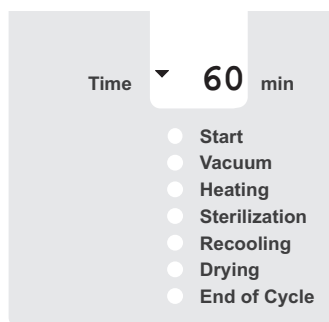 Time 60 min
Start
Vacuum
Heating
Sterilization
Recooling
Drying
End of Cycle